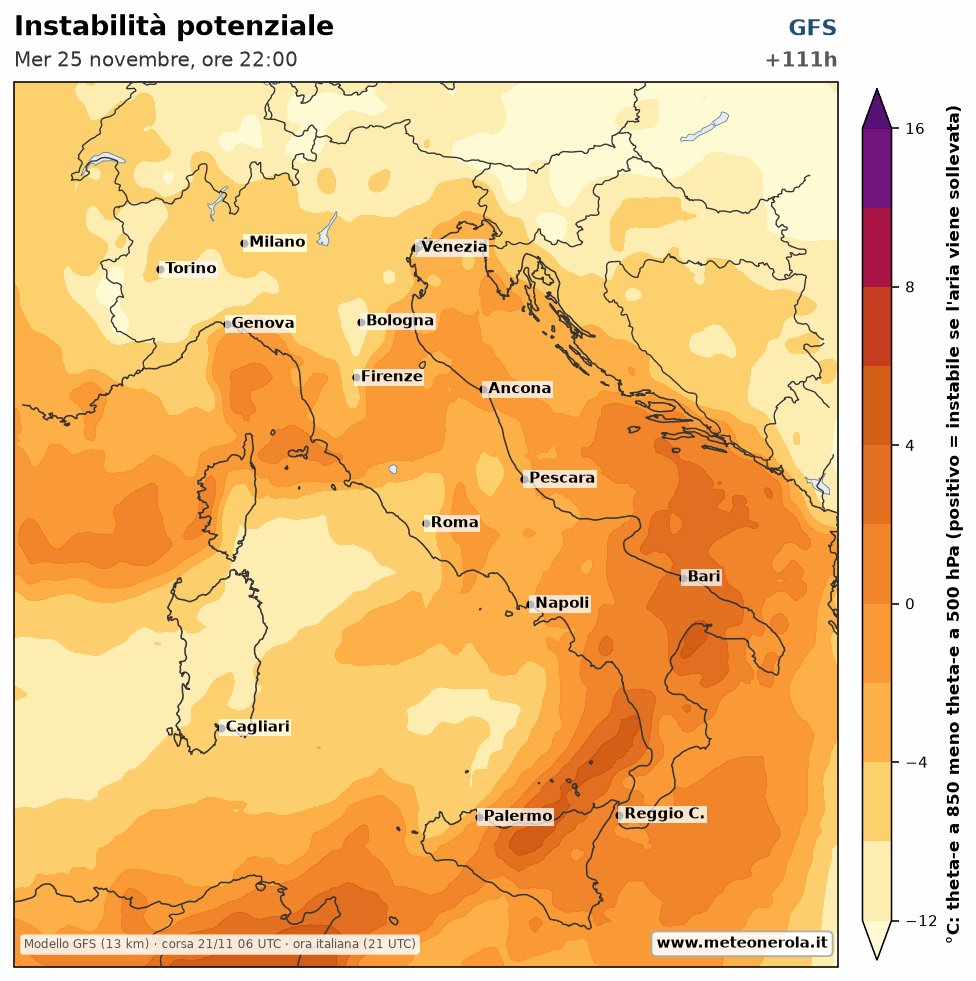 Instabilità potenziale
GFS
Mer 25 novembre, ore 22:00
+111h
16
8
4
0
−4
−12
°C: theta-e a 850 meno theta-e a 500 hPa (positivo = instabile se l'aria viene sollevata)
Milano
Venezia
Torino
Genova
Bologna
Firenze
Ancona
Pescara
Roma
Bari
Napoli
Cagliari
Palermo
Reggio C.
Modello GFS (13 km) · corsa 21/11 06 UTC · ora italiana (21 UTC)
www.meteonerola.it